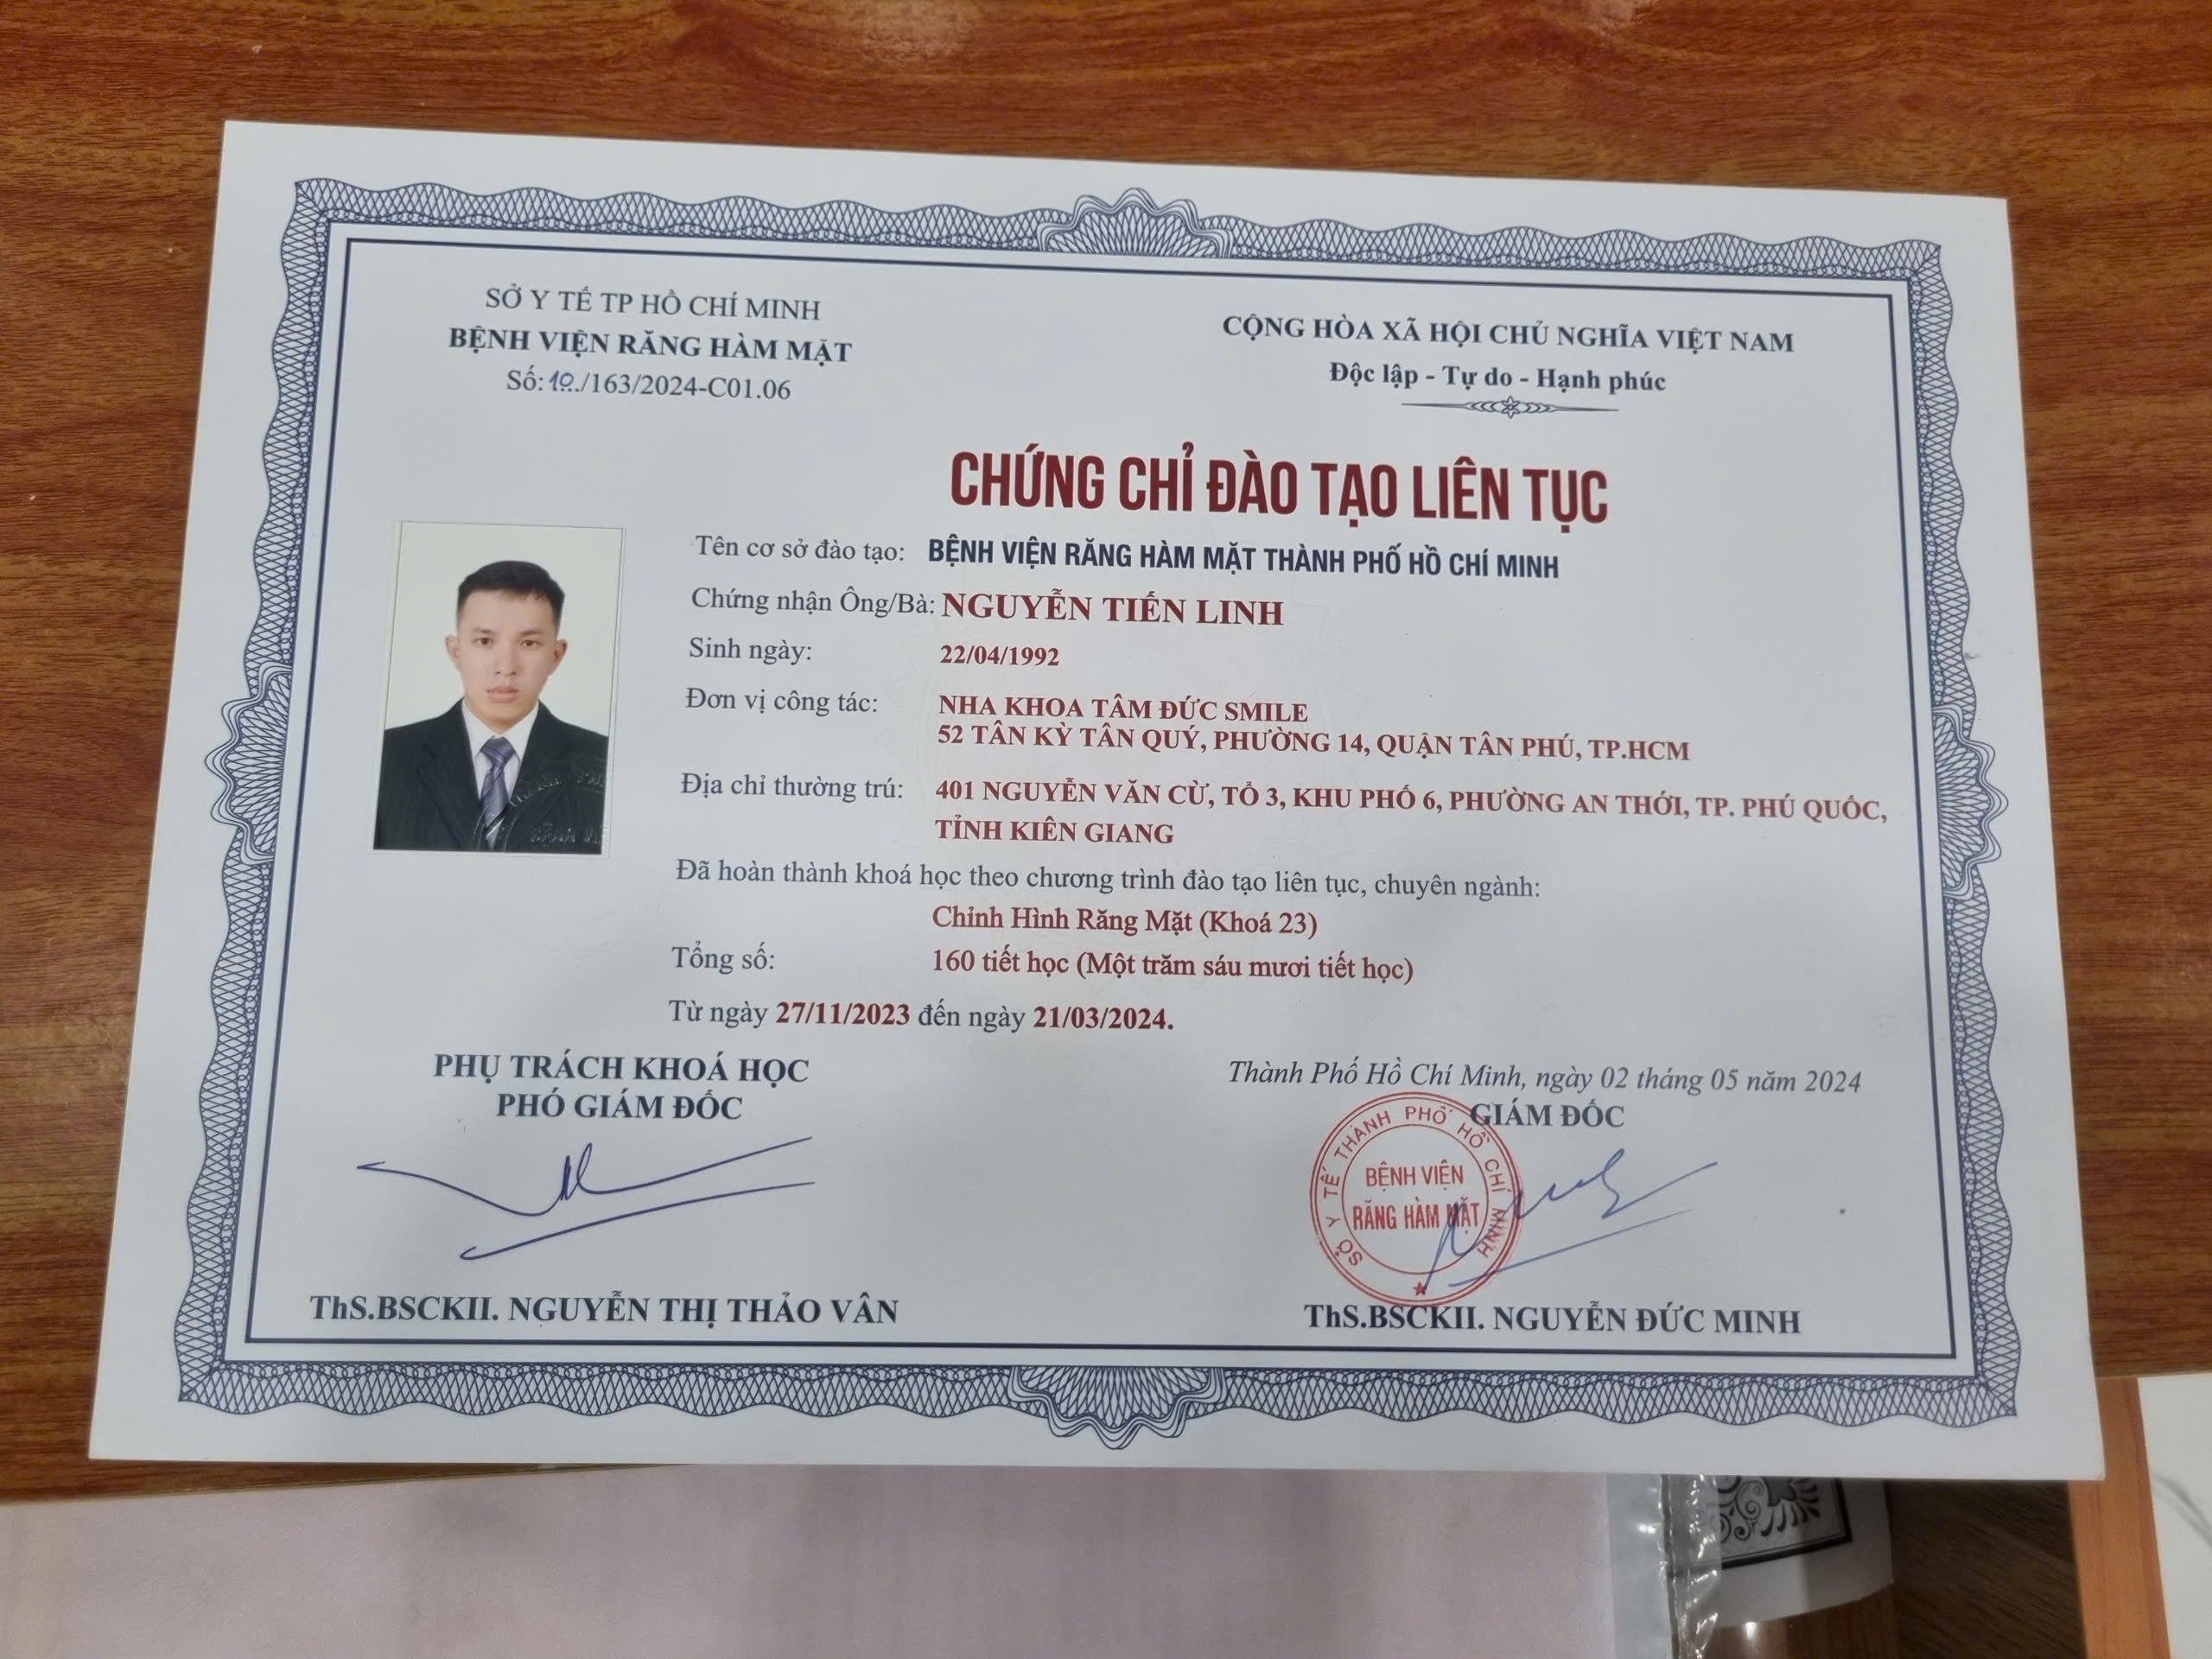 SỞ Y TẾ TP HỒ CHÍ MINH
BỆNH VIỆN RĂNG HÀM MẶT
Số: 10../163/2024-C01.06
CỘNG HÒA XÃ HỘI CHỦ NGHĨA VIỆT NAM
Độc lập - Tự do - Hạnh phúc
CHỨNG CHỈ ĐÀO TẠO LIÊN TỤC
Tên cơ sở đào tạo: BỆNH VIỆN RĂNG HÀM MẶT THÀNH PHỐ HỒ CHÍ MINH
Chứng nhận Ông/Bà: NGUYỄN TIẾN LINH
Sinh ngày: 22/04/1992
Đơn vị công tác: NHA KHOA TÂM ĐỨC SMILE
52 TÂN KỲ TÂN QUÝ, PHƯỜNG 14, QUẬN TÂN PHÚ, TP.HCM
Địa chỉ thường trú: 401 NGUYỄN VĂN CỪ, TỔ 3, KHU PHỐ 6, PHƯỜNG AN THỚI, TP. PHÚ QUỐC,
TỈNH KIÊN GIANG
Đã hoàn thành khoá học theo chương trình đào tạo liên tục, chuyên ngành:
Chỉnh Hình Răng Mặt (Khoá 23)
Tổng số: 160 tiết học (Một trăm sáu mươi tiết học)
Từ ngày 27/11/2023 đến ngày 21/03/2024.
PHỤ TRÁCH KHOÁ HỌC
PHÓ GIÁM ĐỐC
ThS.BSCKII. NGUYỄN THỊ THẢO VÂN
Thành Phố Hồ Chí Minh, ngày 02 tháng 05 năm 2024
GIÁM ĐỐC
SỞ Y TẾ THÀNH PHỐ HỒ CHÍ MINH
BỆNH VIỆN
RĂNG HÀM MẶT
ThS.BSCKII. NGUYỄN ĐỨC MINH